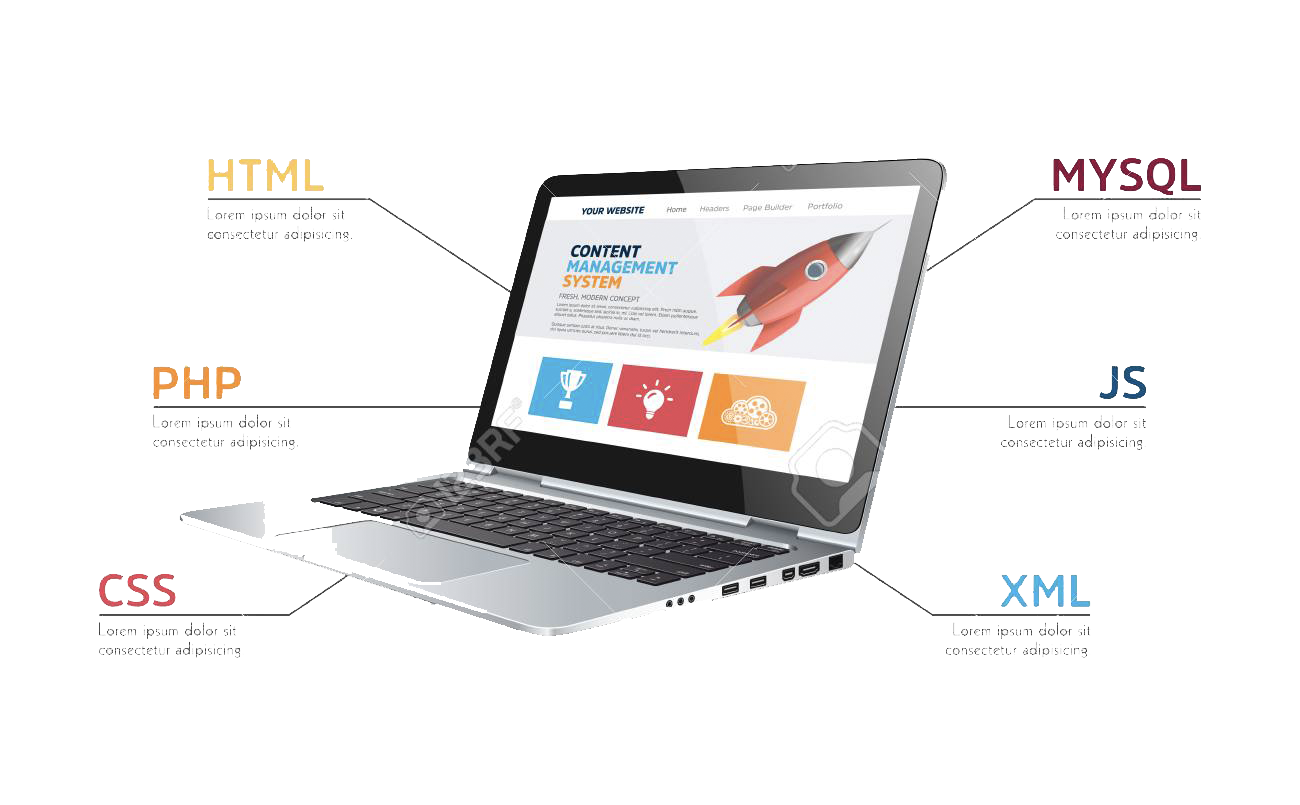 HTML
Lorem ipsum dolor sit
consectetur adipisicing.
MYSQL
Lorem ipsum dolor sit
consectetur adipisicing.
YOUR WEBSITE Home Headers Page Builder Portfolio
CONTENT
MANAGEMENT
SYSTEM
FRESH, MODERN CONCEPT
PHP
Lorem ipsum dolor sit
consectetur adipisicing.
JS
Lorem ipsum dolor sit
consectetur adipisicing.
CSS
Lorem ipsum dolor sit
consectetur adipisicing
XML
Lorem ipsum dolor sit
consectetur adipisicing.